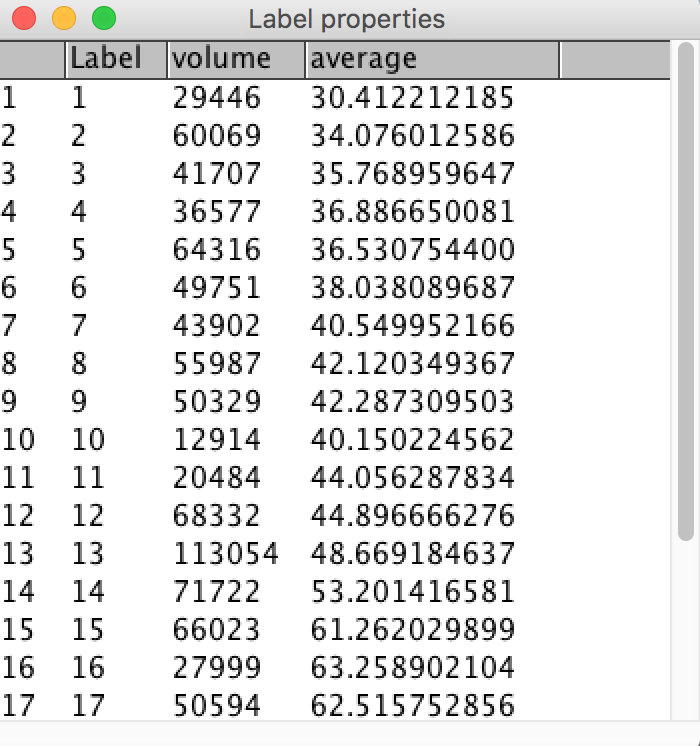 Label properties
Label volume average
1 1 29446 30.412212185
2 2 60069 34.076012586
3 3 41707 35.768959647
4 4 36577 36.886650081
5 5 64316 36.530754400
6 6 49751 38.038089687
7 7 43902 40.549952166
8 8 55987 42.120349367
9 9 50329 42.287309503
10 10 12914 40.150224562
11 11 20484 44.056287834
12 12 68332 44.896666276
13 13 113054 48.669184637
14 14 71722 53.201416581
15 15 66023 61.262029899
16 16 27999 63.258902104
17 17 50594 62.515752856